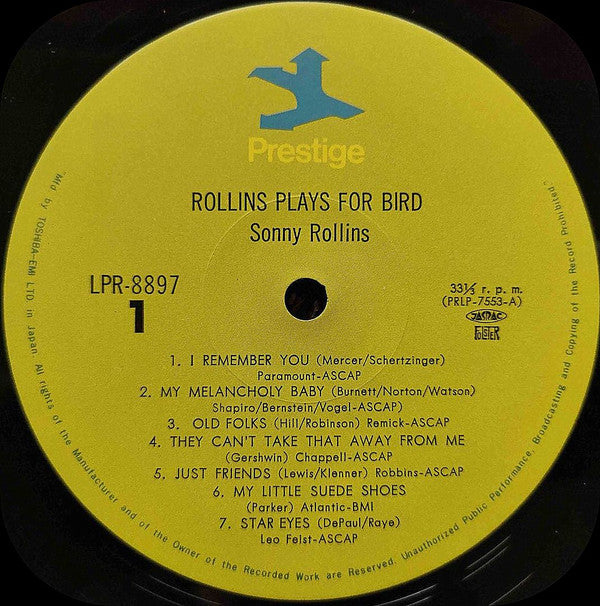 Prestige
ROLLINS PLAYS FOR BIRD
Sonny Rollins
LPR-8897
1
33⅓ r. p. m.
(PRLP-7553-A)
JASRAC
POLSTER
1. I REMEMBER YOU (Mercer/Schertzinger)
Paramount-ASCAP
2. MY MELANCHOLY BABY (Burnett/Norton/Watson)
Shapiro/Bernstein/Vogel-ASCAP)
3. OLD FOLKS (Hill/Robinson) Remick-ASCAP
4. THEY CAN'T TAKE THAT AWAY FROM ME
(Gershwin) Chappell-ASCAP
5. JUST FRIENDS (Lewis/Klenner) Robbins-ASCAP
6. MY LITTLE SUEDE SHOES
(Parker) Atlantic-BMI
7. STAR EYES (DePaul/Raye)
Leo Feist-ASCAP
"Mfd by TOSHIBA-EMI LTD in Japan. All rights of the Manufacturer and of the Owner of the Recorded Work are Reserved. Unauthorized Public Performance, Broadcasting and Copying of the Record Prohibited."